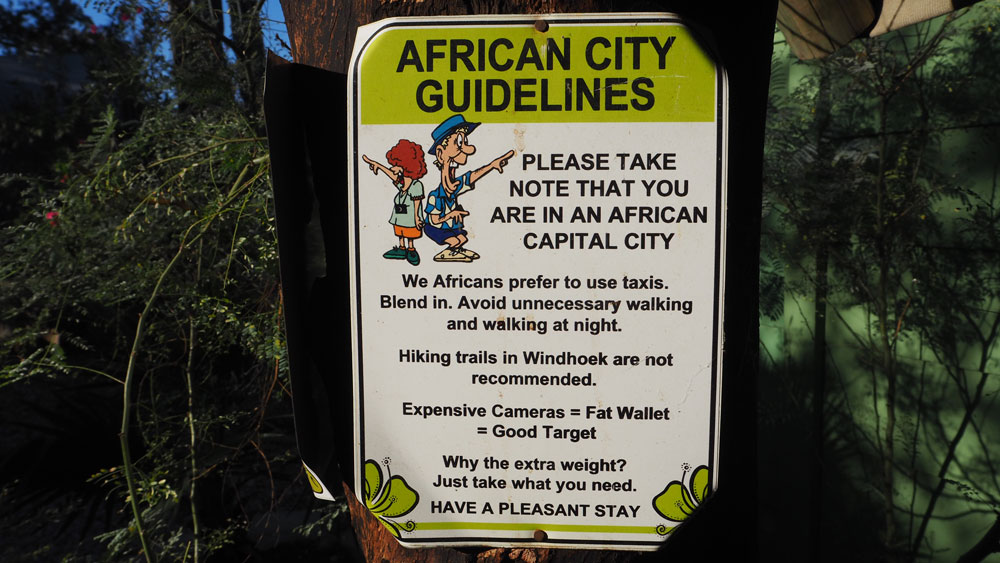 AFRICAN CITY
GUIDELINES
PLEASE TAKE
NOTE THAT YOU
ARE IN AN AFRICAN
CAPITAL CITY
We Africans prefer to use taxis.
Blend in. Avoid unnecessary walking
and walking at night.
Hiking trails in Windhoek are not
recommended.
Expensive Cameras = Fat Wallet
= Good Target
Why the extra weight?
Just take what you need.
HAVE A PLEASANT STAY